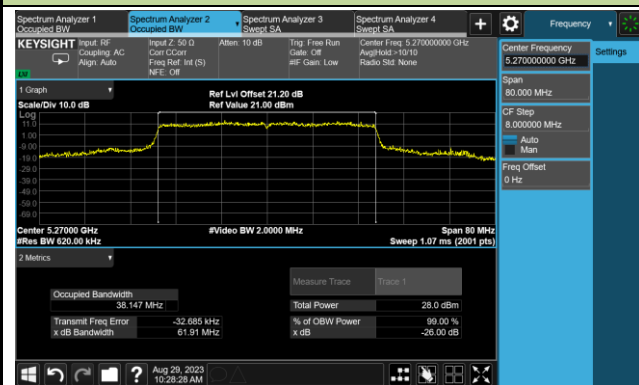 Spectrum Analyzer 1
Occupied BW
Spectrum Analyzer 2
Occupied BW
Spectrum Analyzer 3
Swept SA
Spectrum Analyzer 4
Swept SA
+
Frequency
KEYSIGHT
Input: RF
Coupling: AC
Align: Auto
Input Z: 50 Ω
Corr CCorr
Freq Ref: Int (S)
NFE: Off
Atten: 10 dB
Trig: Free Run
Gate: Off
#IF Gain: Low
Center Freq: 5.270000000 GHz
Avg|Hold:>10/10
Radio Std: None
Center Frequency
5.270000000 GHz
Settings
Span
80.000 MHz
CF Step
8.000000 MHz
Auto
Man
Freq Offset
0 Hz
1 Graph
Scale/Div 10.0 dB
Ref Lvl Offset 21.20 dB
Ref Value 21.00 dBm
Log
11.0
1.00
-9.00
-19.0
-29.0
-39.0
-49.0
-59.0
-69.0
Center 5.27000 GHz
#Res BW 620.00 kHz
#Video BW 2.0000 MHz
Span 80 MHz
Sweep 1.07 ms (2001 pts)
2 Metrics
Measure Trace
Trace 1
Occupied Bandwidth
38.147 MHz
Total Power
28.0 dBm
Transmit Freq Error
-32.685 kHz
% of OBW Power
99.00 %
x dB Bandwidth
61.91 MHz
x dB
-26.00 dB
?
Aug 29, 2023
10:28:28 AM